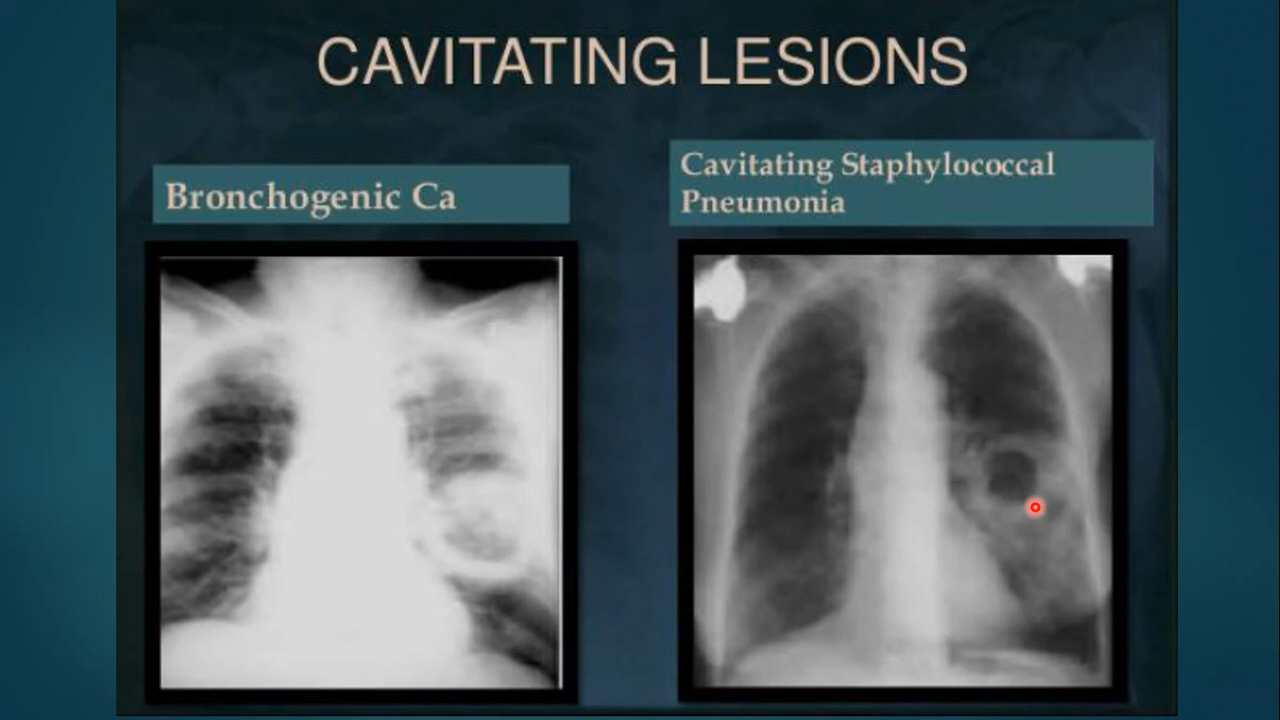 CAVITATING LESIONS
Bronchogenic Ca
Cavitating Staphylococcal
Pneumonia